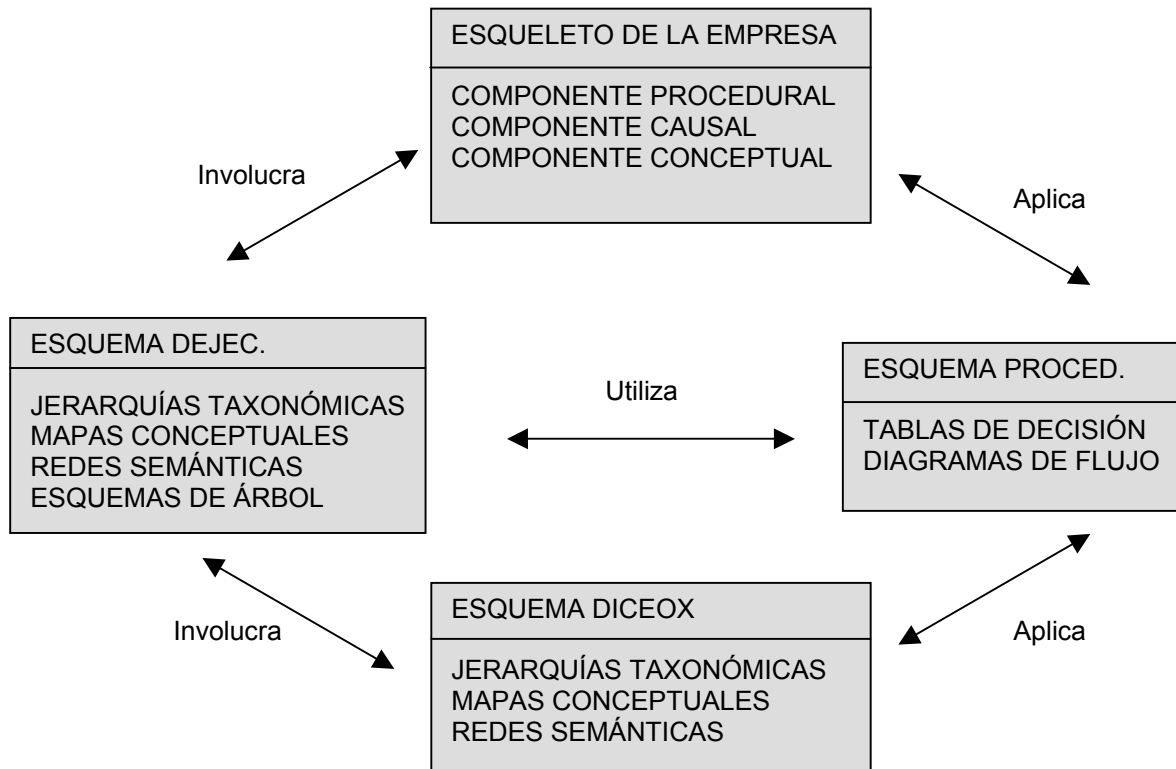 ESQUELETO DE LA EMPRESA
COMPONENTE PROCEDURAL
COMPONENTE CAUSAL
COMPONENTE CONCEPTUAL
Involucra
Aplica
ESQUEMA DEJEC.
JERARQUÍAS TAXONÓMICAS
MAPAS CONCEPTUALES
REDES SEMÁNTICAS
ESQUEMAS DE ÁRBOL
Utiliza
ESQUEMA PROCED.
TABLAS DE DECISIÓN
DIAGRAMAS DE FLUJO
Involucra
ESQUEMA DICEOX
JERARQUÍAS TAXONÓMICAS
MAPAS CONCEPTUALES
REDES SEMÁNTICAS
Aplica